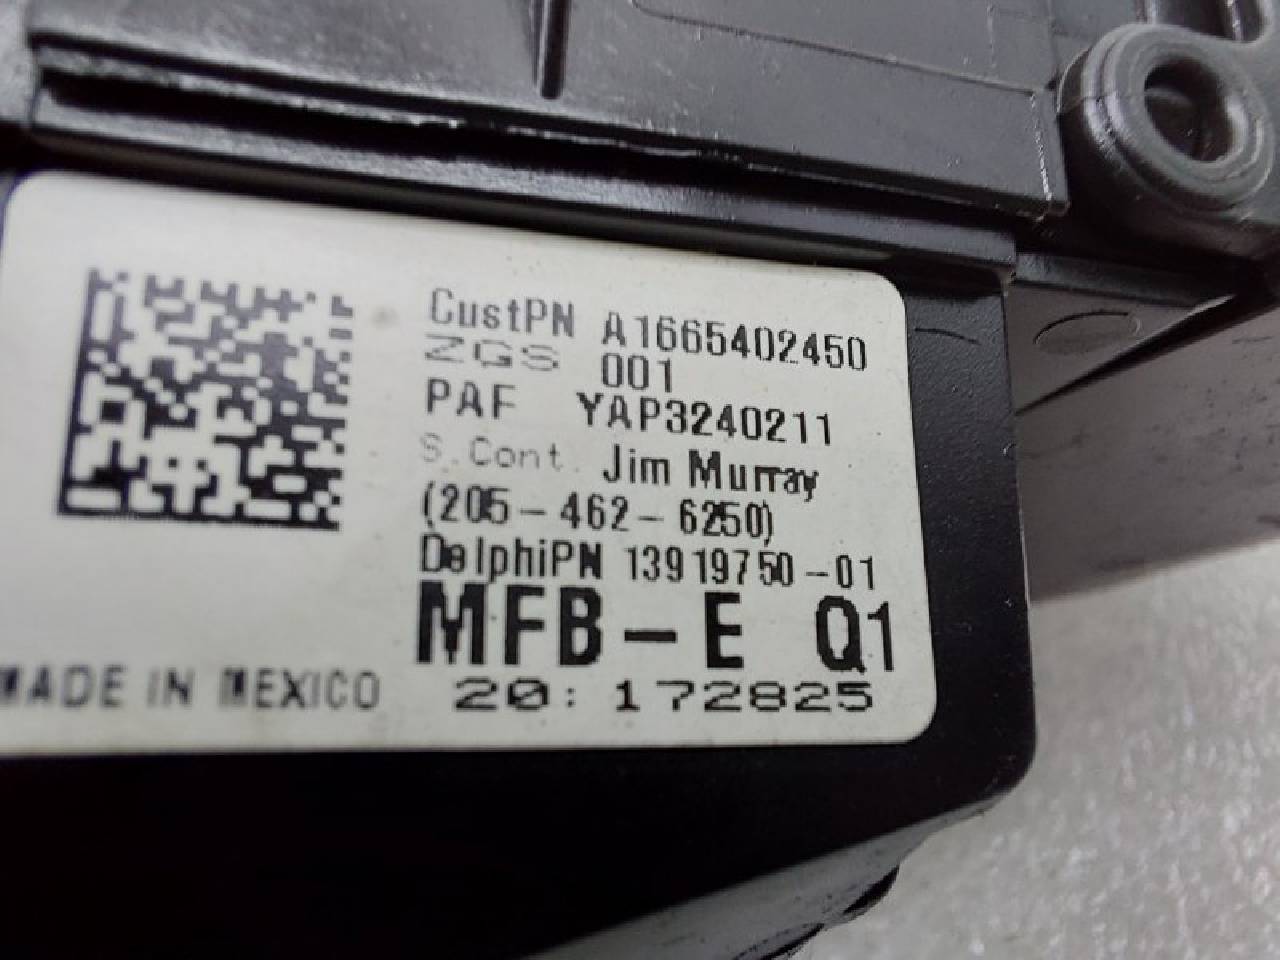 CustPN A1665402450
ZGS 001
PAF YAP3240211
S.Cont. Jim Murray
(205-462-6250)
DelphiPN 13919750-01
MFB-E Q1
MADE IN MEXICO 20:172825